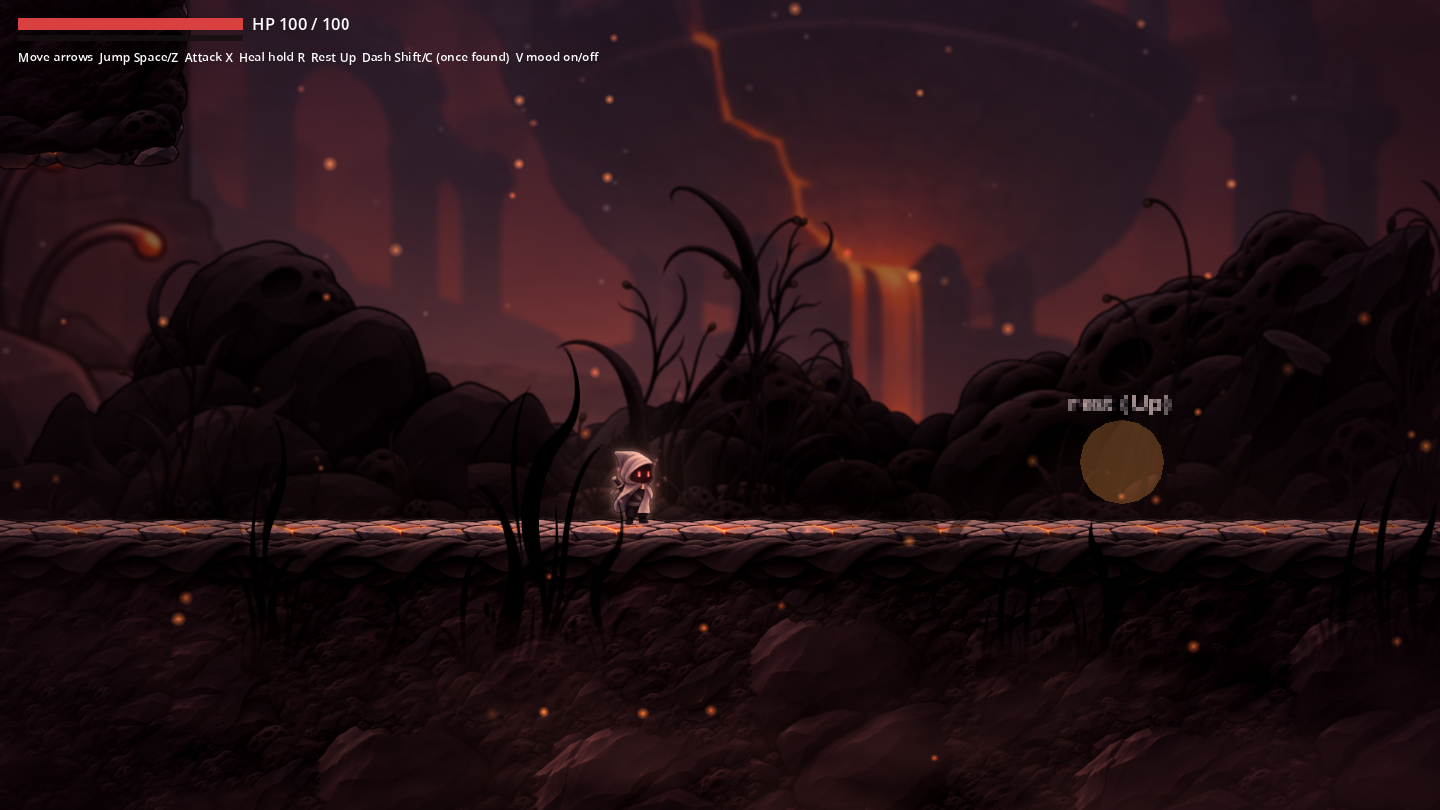 HP 100 / 100
Move arrows  Jump Space/Z  Attack X  Heal hold R  Rest Up  Dash Shift/C (once found)  V mood on/off
rest (Up)